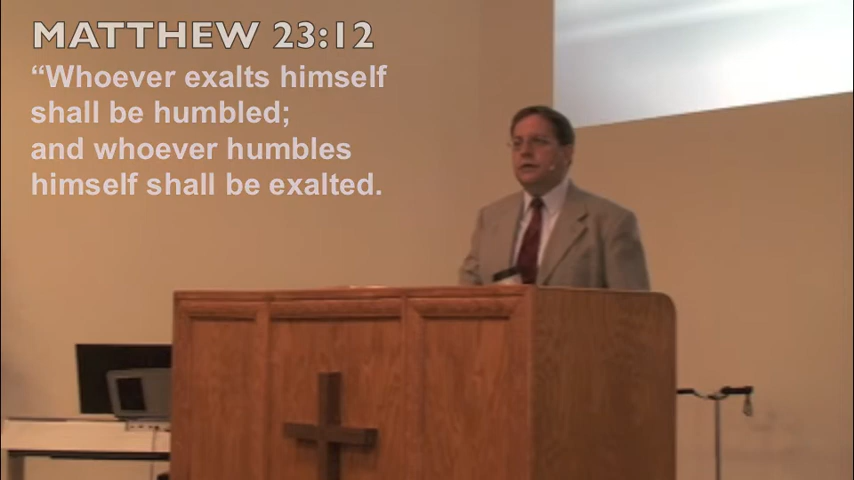 MATTHEW 23:12
“Whoever exalts himself
shall be humbled;
and whoever humbles
himself shall be exalted.